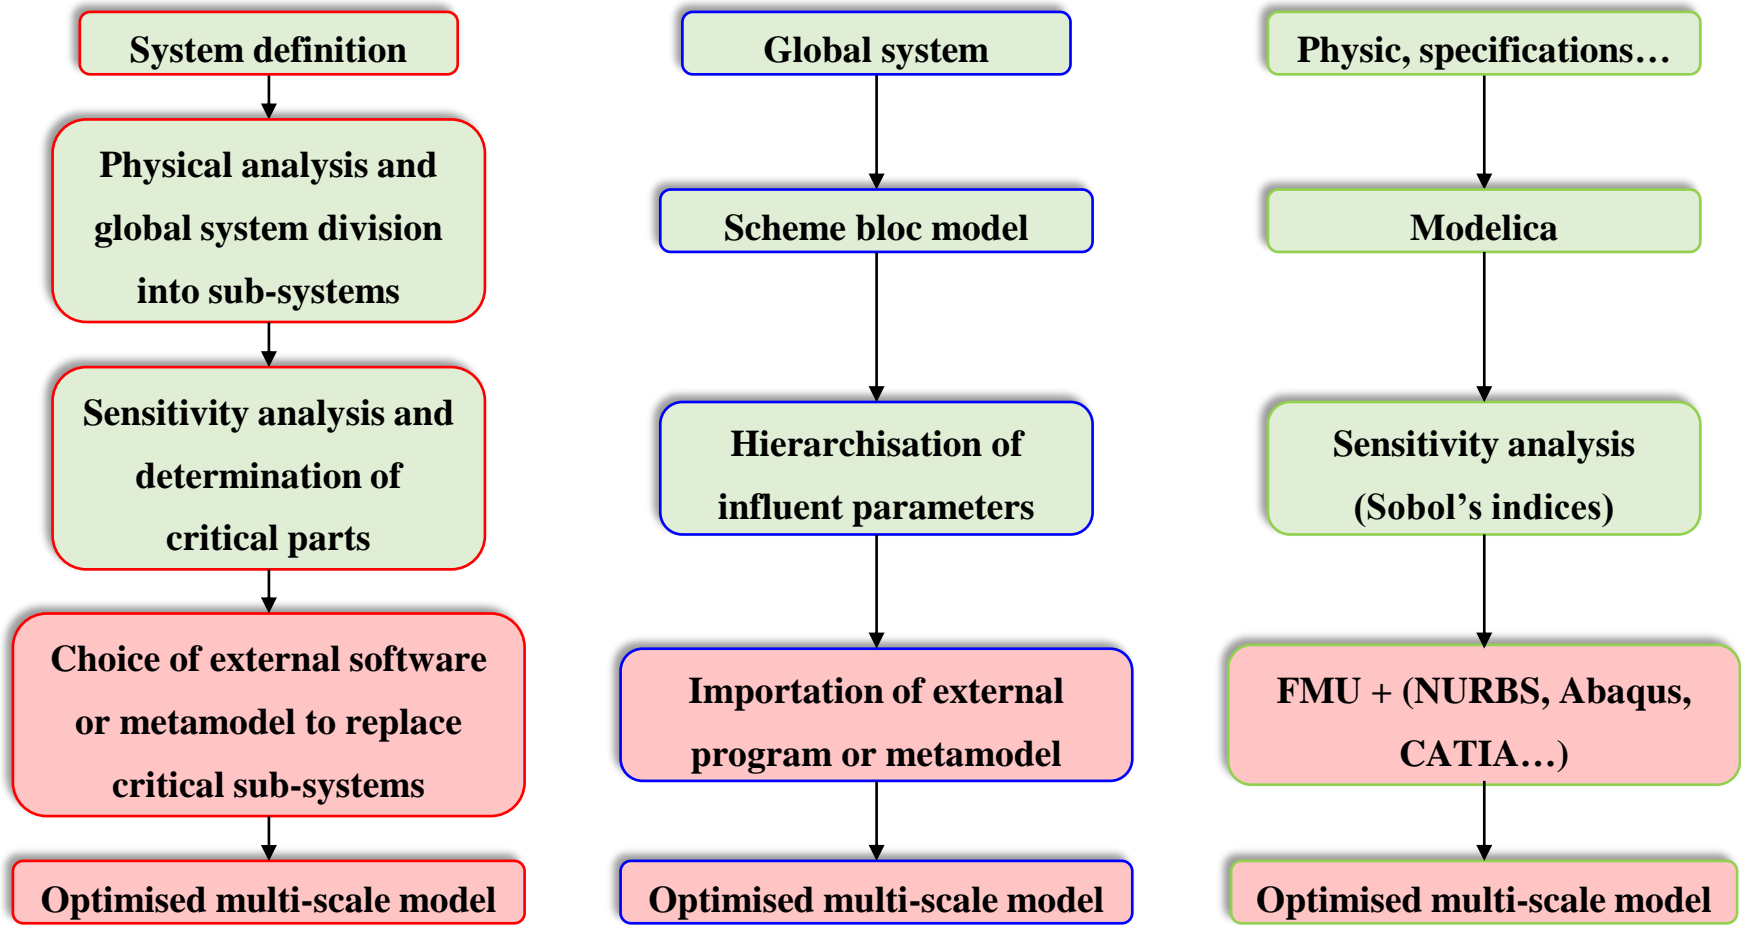 System definition
Physical analysis and
global system division
into sub-systems
Sensitivity analysis and
determination of
critical parts
Choice of external software
or metamodel to replace
critical sub-systems
Optimised multi-scale model
Global system
Scheme bloc model
Hierarchisation of
influent parameters
Importation of external
program or metamodel
Optimised multi-scale model
Physic, specifications…
Modelica
Sensitivity analysis
(Sobol’s indices)
FMU + (NURBS, Abaqus,
CATIA…)
Optimised multi-scale model